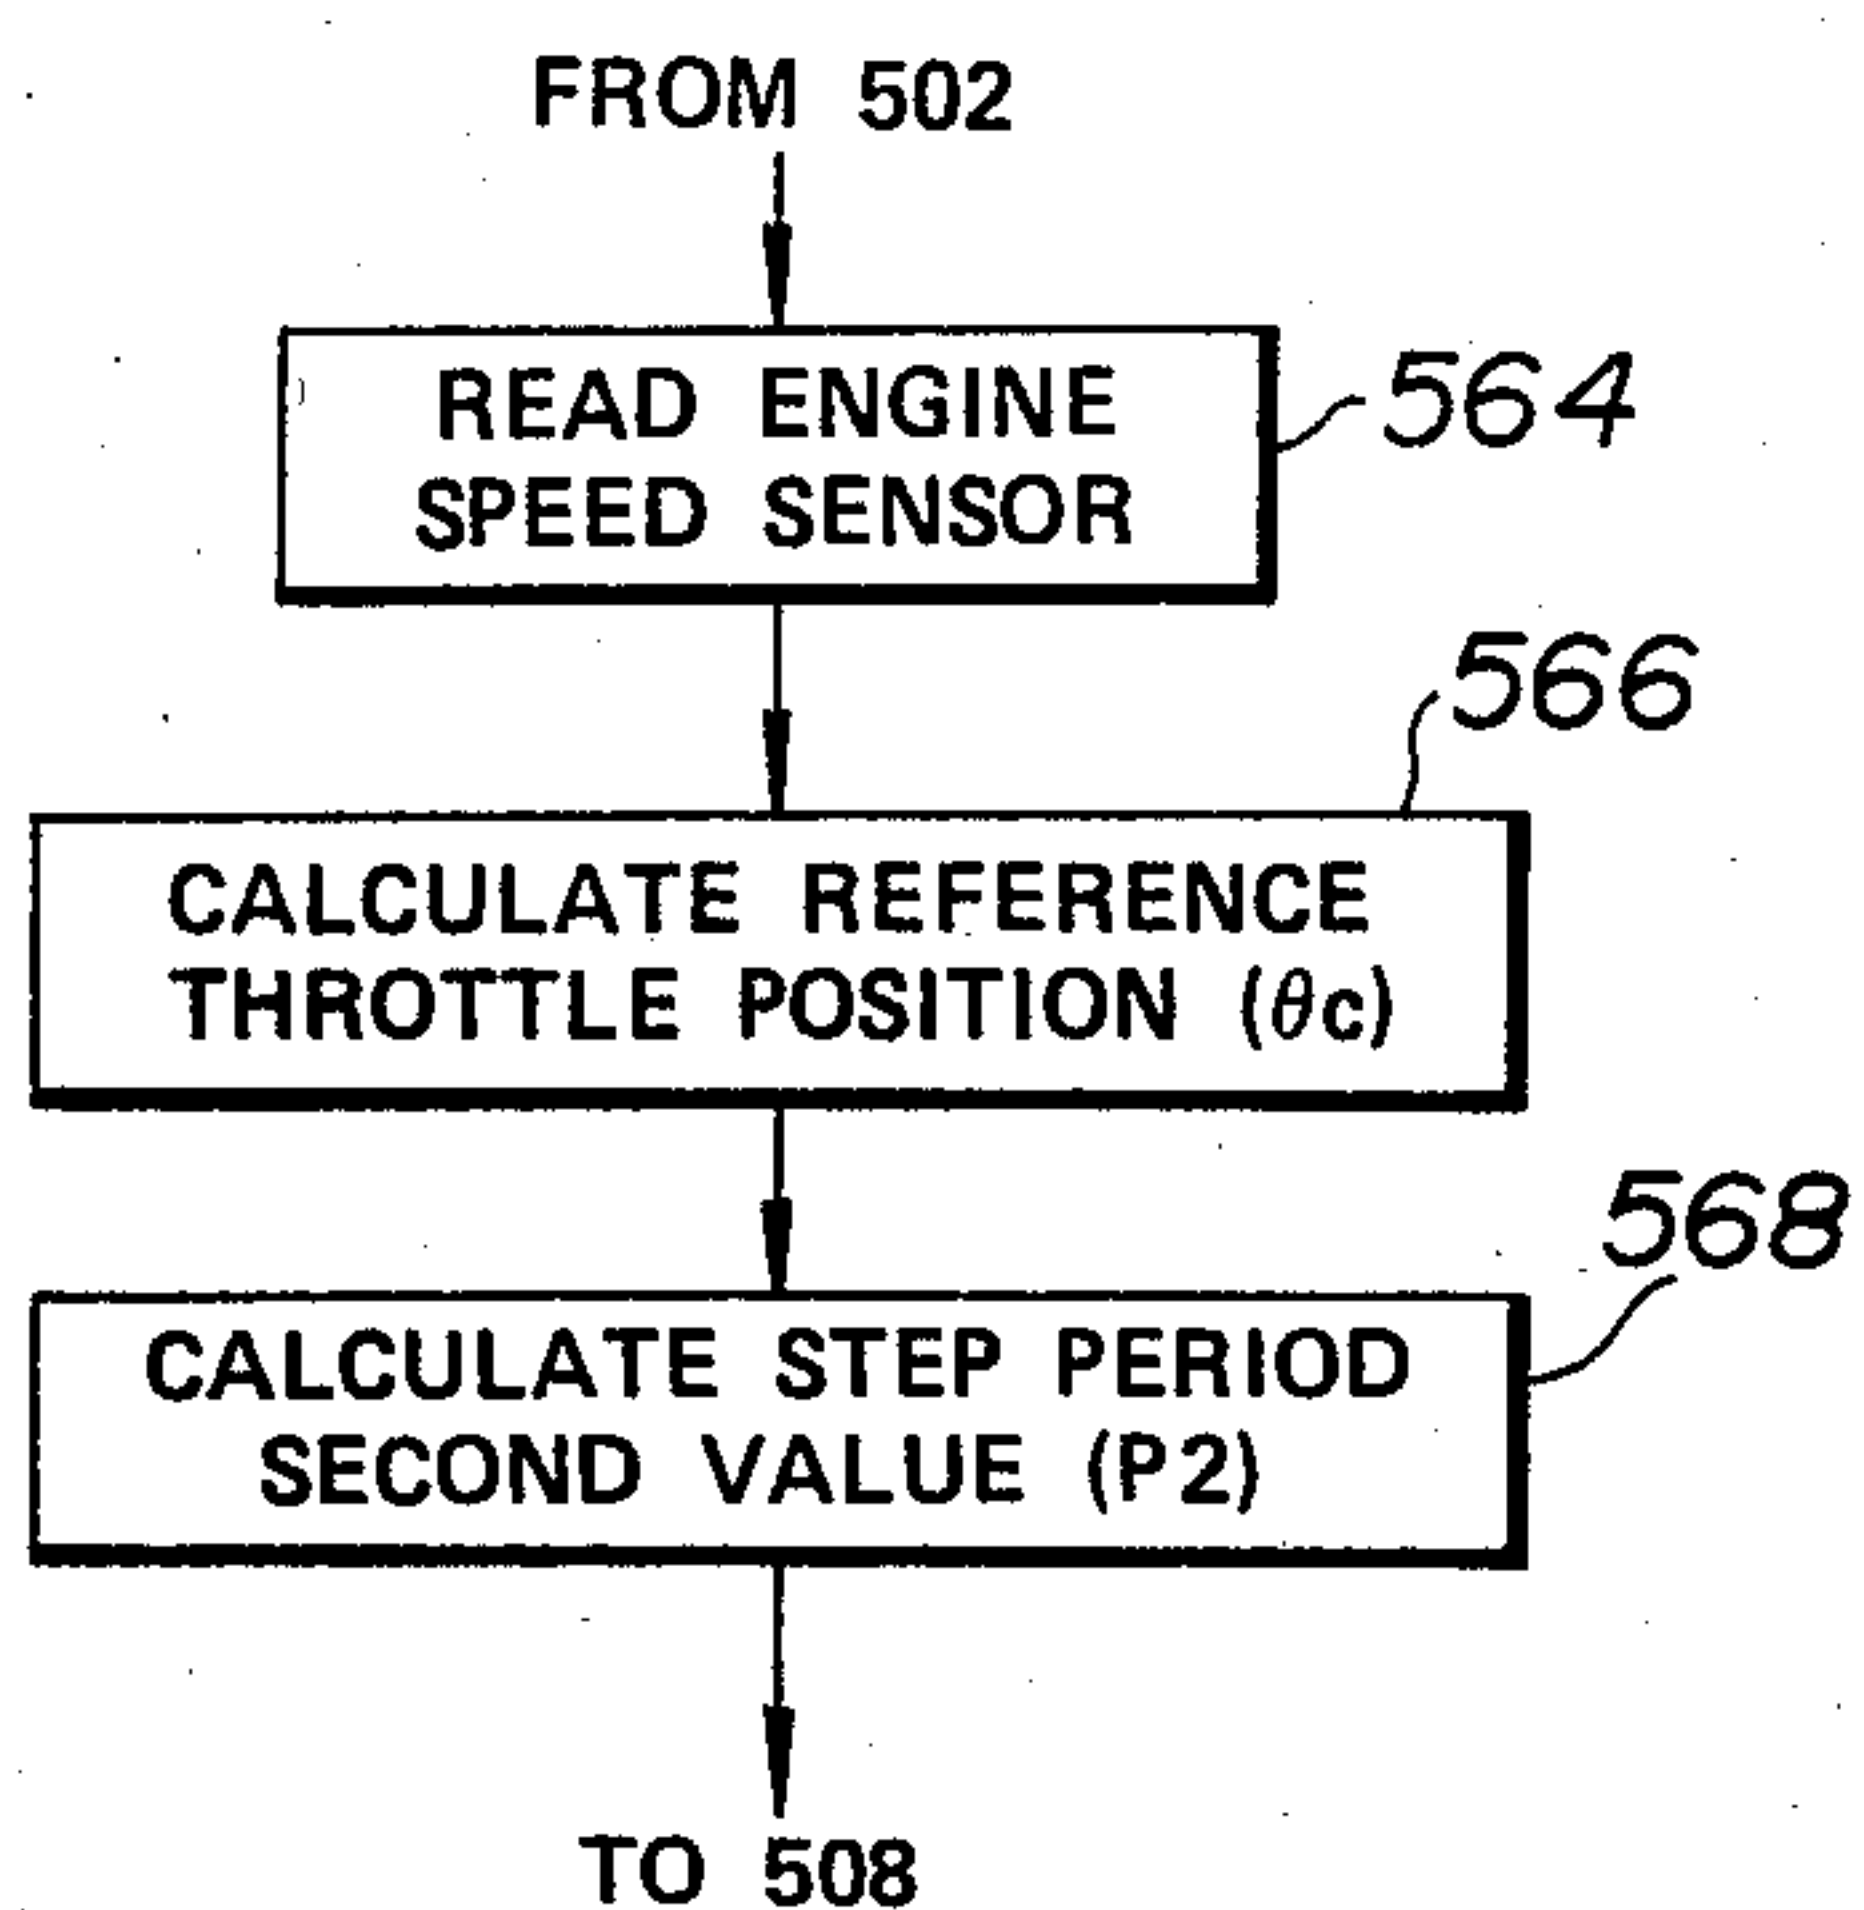 FROM 502
READ ENGINE
SPEED SENSOR
564
566
CALCULATE REFERENCE
THROTTLE POSITION (θc)
568
CALCULATE STEP PERIOD
SECOND VALUE (P2)
TO 508